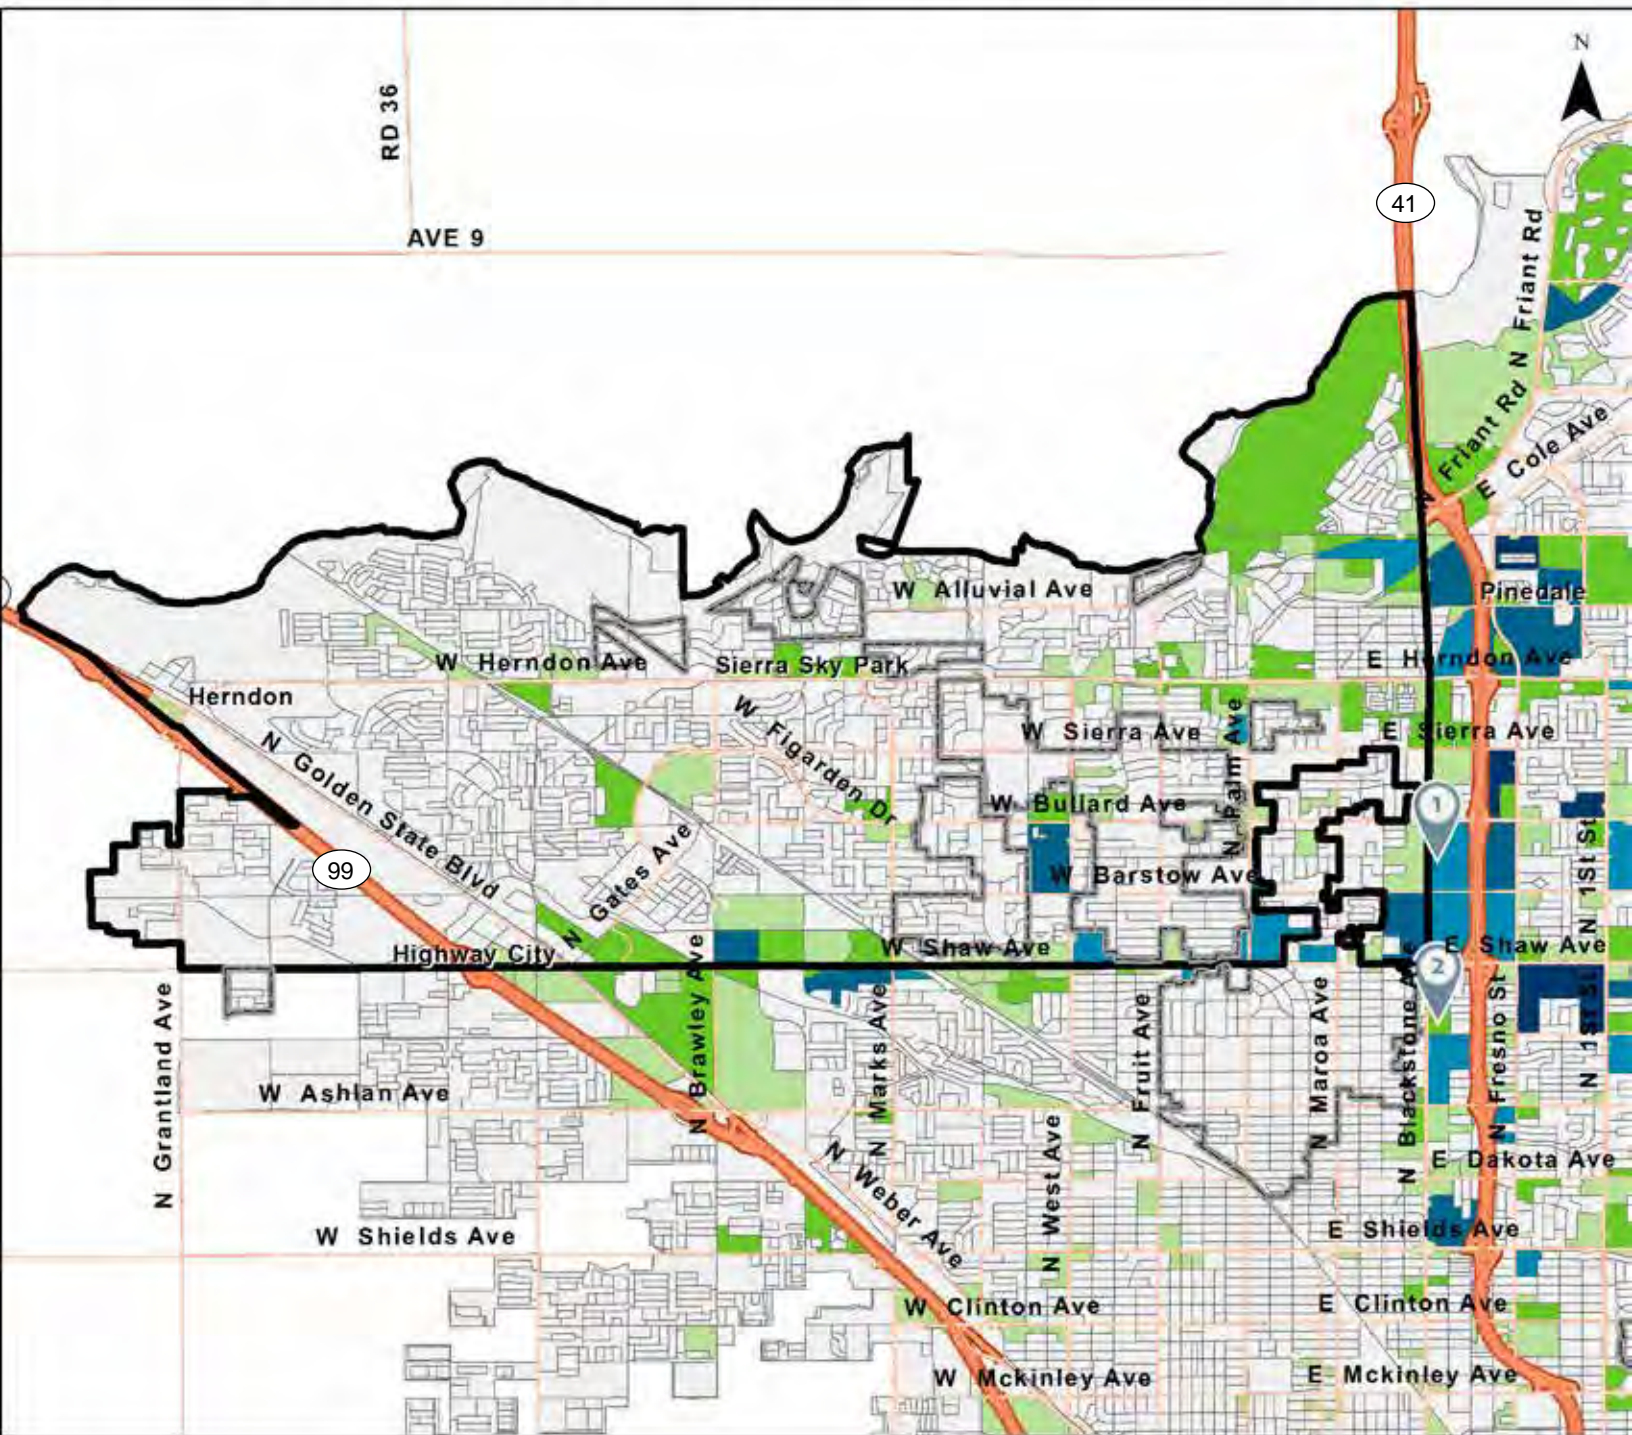 N
RD 36
41
AVE 9
N Friant Rd
N Friant Rd
E Cole Ave
W Alluvial Ave
Pinedale
W Herndon Ave
Sierra Sky Park
E Herndon Ave
Herndon
W Figarden Dr
W Sierra Ave
E Sierra Ave
N Palm Ave
N Golden State Blvd
W Bullard Ave
1
N 1St St
99
N Gates Ave
W Barstow Ave
Highway City
W Shaw Ave
E Shaw Ave
2
N Grantland Ave
N Brawley Ave
N Marks Ave
N Fruit Ave
N Maroa Ave
N Blackstone Ave
N Fresno St
N 1St St
W Ashlan Ave
N West Ave
N Weber Ave
E Dakota Ave
W Shields Ave
E Shields Ave
W Clinton Ave
E Clinton Ave
W Mckinley Ave
E Mckinley Ave